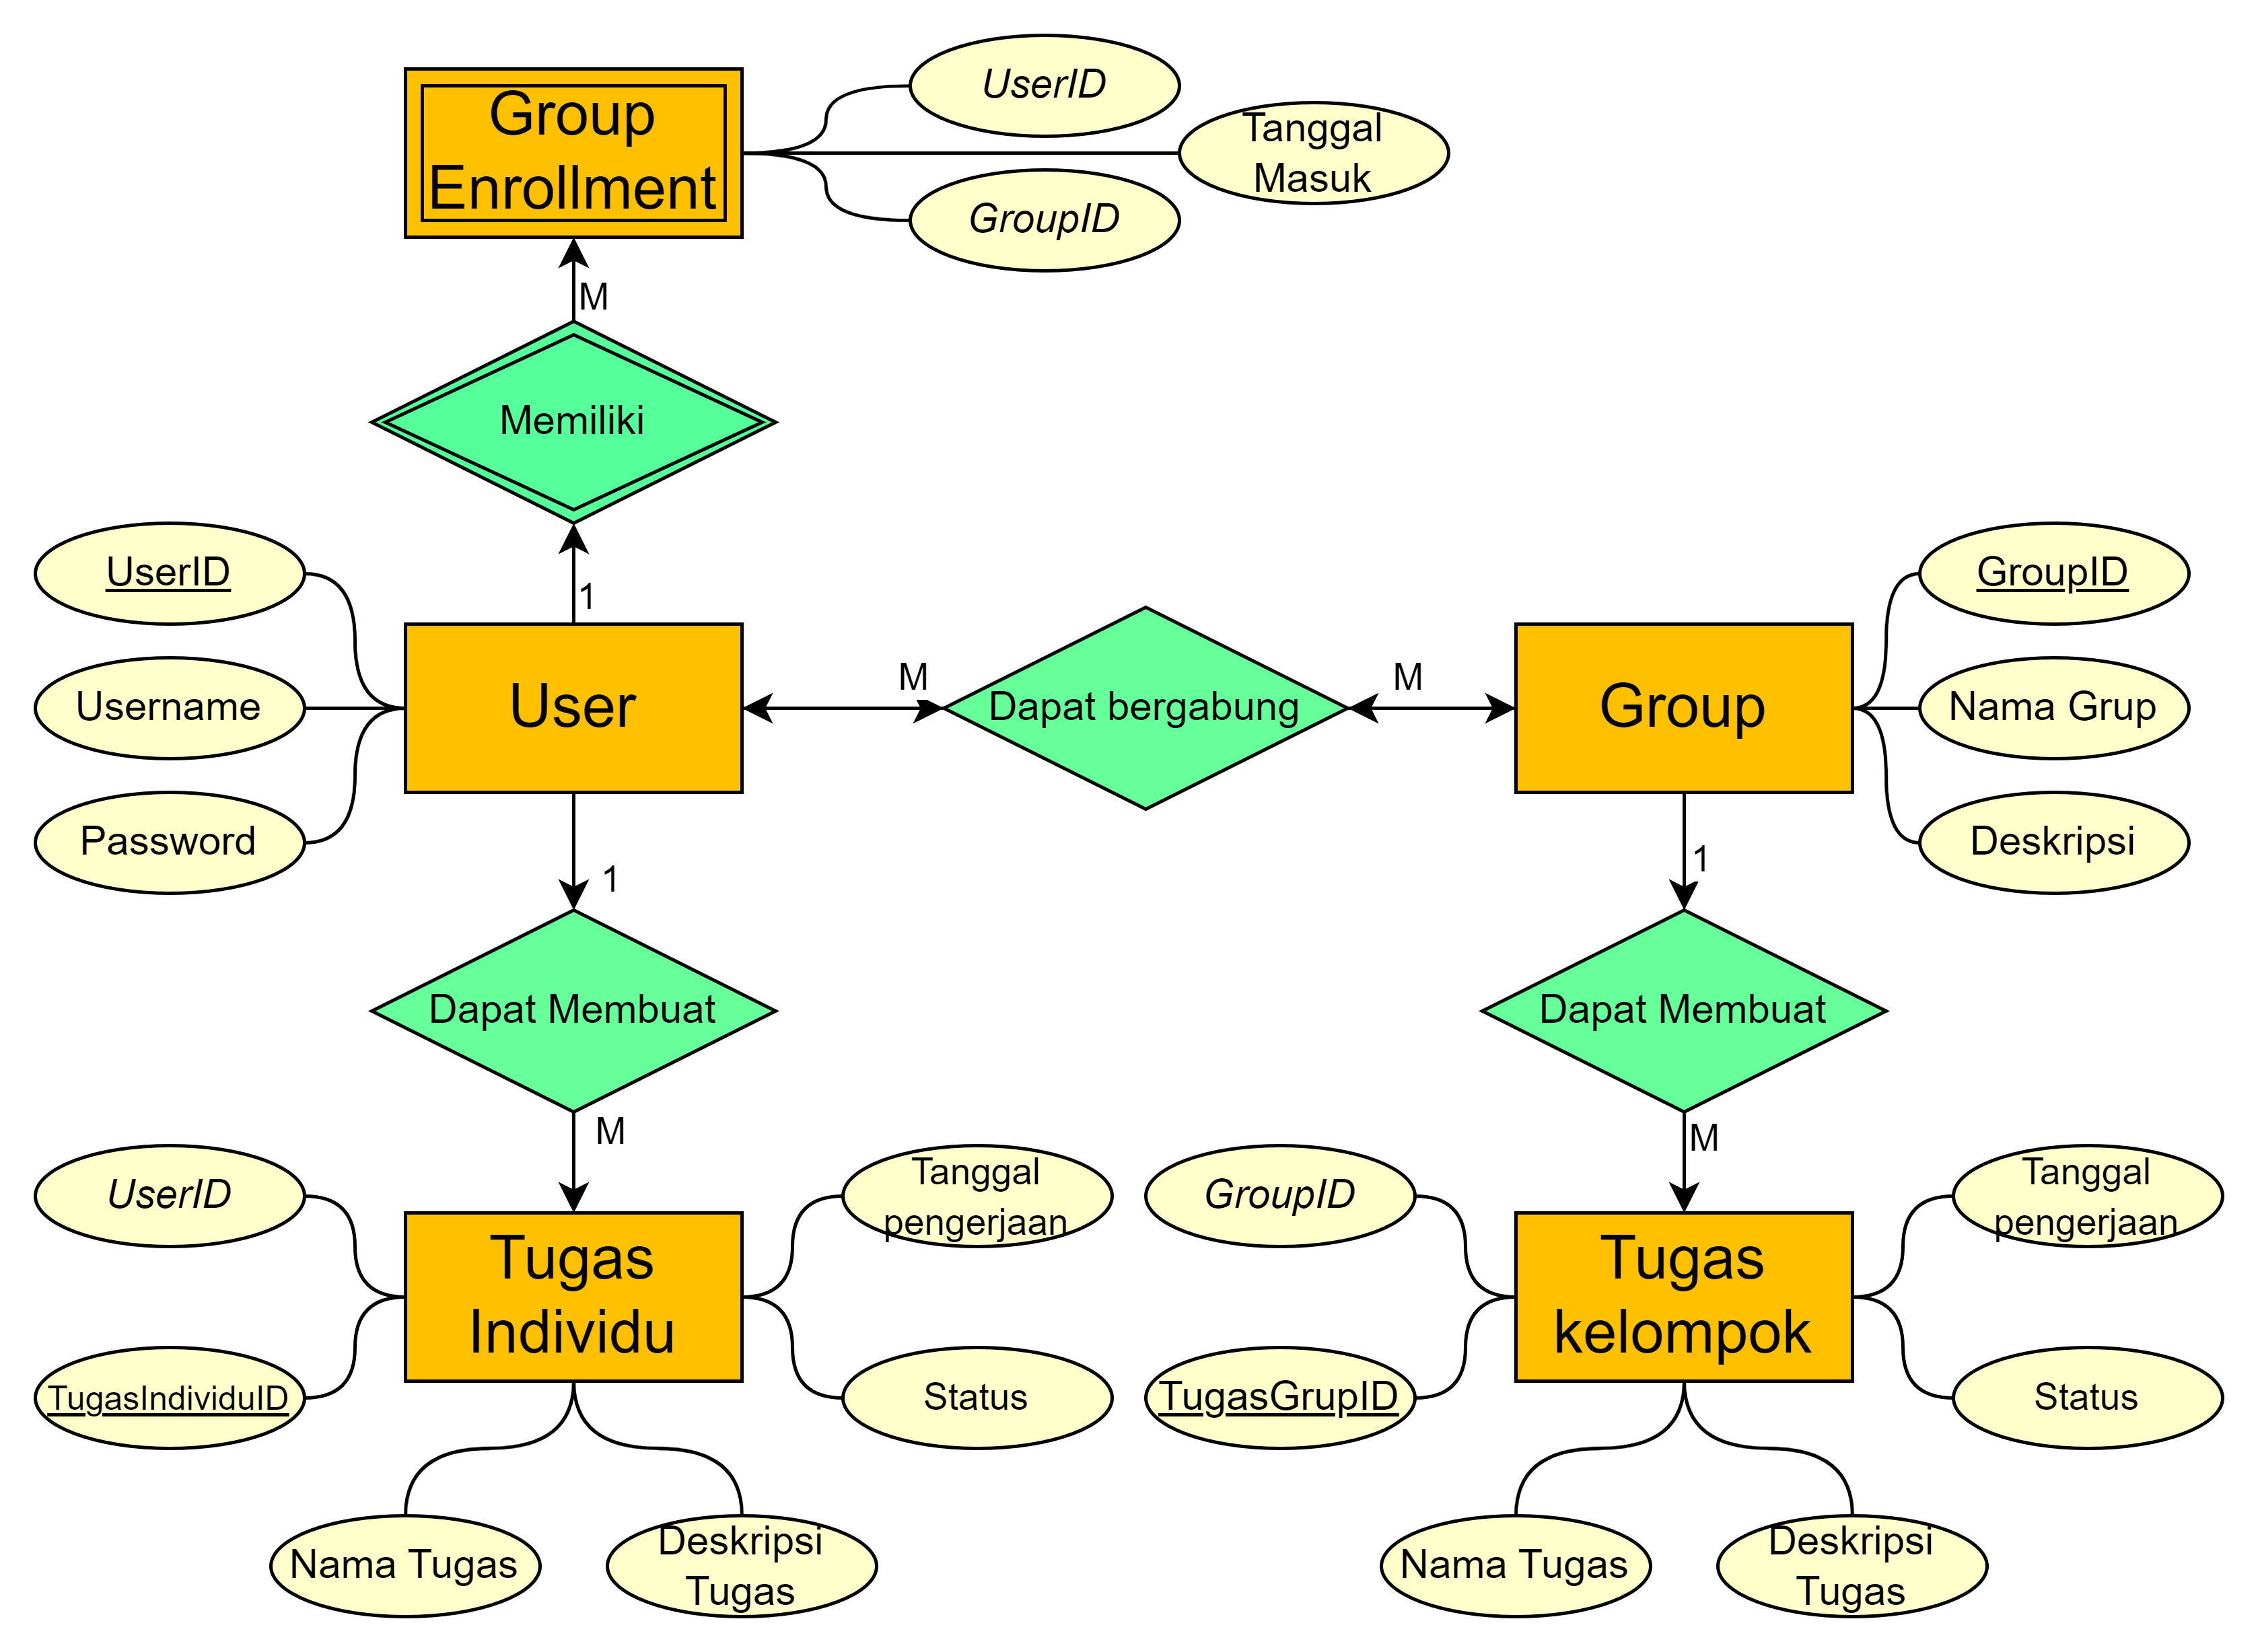 Group
Enrollment
UserID
Tanggal
Masuk
GroupID
M
Memiliki
1
UserID
Username
Password
User
M
Dapat bergabung
M
Group
GroupID
Nama Grup
Deskripsi
1
Dapat Membuat
M
1
Dapat Membuat
M
UserID
TugasIndividuID
Tugas
Individu
Tanggal
pengerjaan
Status
Nama Tugas
Deskripsi
Tugas
GroupID
TugasGrupID
Tugas
kelompok
Tanggal
pengerjaan
Status
Nama Tugas
Deskripsi
Tugas